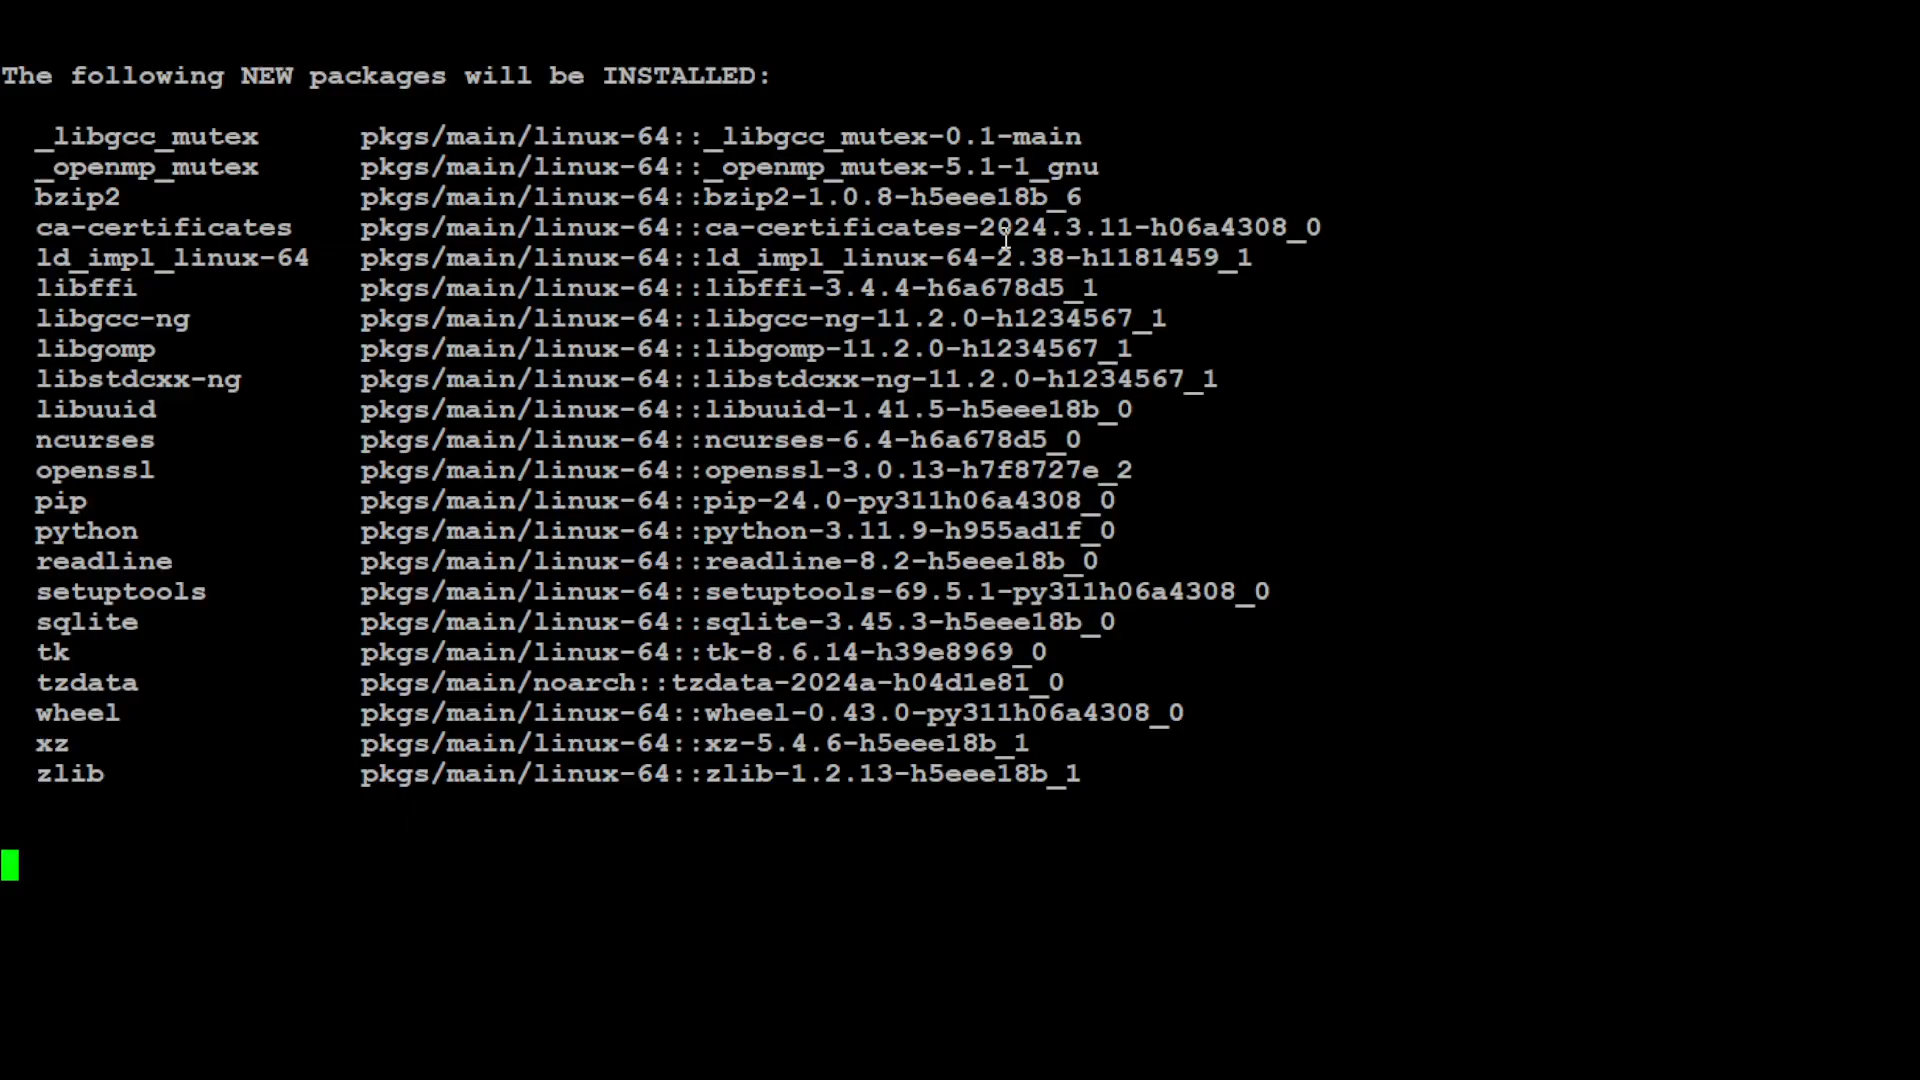 The following NEW packages will be INSTALLED:
_libgcc_mutex pkgs/main/linux-64::_libgcc_mutex-0.1-main
_openmp_mutex pkgs/main/linux-64::_openmp_mutex-5.1-1_gnu
bzip2 pkgs/main/linux-64::bzip2-1.0.8-h5eee18b_6
ca-certificates pkgs/main/linux-64::ca-certificates-2024.3.11-h06a4308_0
ld_impl_linux-64 pkgs/main/linux-64::ld_impl_linux-64-2.38-h1181459_1
libffi pkgs/main/linux-64::libffi-3.4.4-h6a678d5_1
libgcc-ng pkgs/main/linux-64::libgcc-ng-11.2.0-h1234567_1
libgomp pkgs/main/linux-64::libgomp-11.2.0-h1234567_1
libstdcxx-ng pkgs/main/linux-64::libstdcxx-ng-11.2.0-h1234567_1
libuuid pkgs/main/linux-64::libuuid-1.41.5-h5eee18b_0
ncurses pkgs/main/linux-64::ncurses-6.4-h6a678d5_0
openssl pkgs/main/linux-64::openssl-3.0.13-h7f8727e_2
pip pkgs/main/linux-64::pip-24.0-py311h06a4308_0
python pkgs/main/linux-64::python-3.11.9-h955ad1f_0
readline pkgs/main/linux-64::readline-8.2-h5eee18b_0
setuptools pkgs/main/linux-64::setuptools-69.5.1-py311h06a4308_0
sqlite pkgs/main/linux-64::sqlite-3.45.3-h5eee18b_0
tk pkgs/main/linux-64::tk-8.6.14-h39e8969_0
tzdata pkgs/main/noarch::tzdata-2024a-h04d1e81_0
wheel pkgs/main/linux-64::wheel-0.43.0-py311h06a4308_0
xz pkgs/main/linux-64::xz-5.4.6-h5eee18b_1
zlib pkgs/main/linux-64::zlib-1.2.13-h5eee18b_1